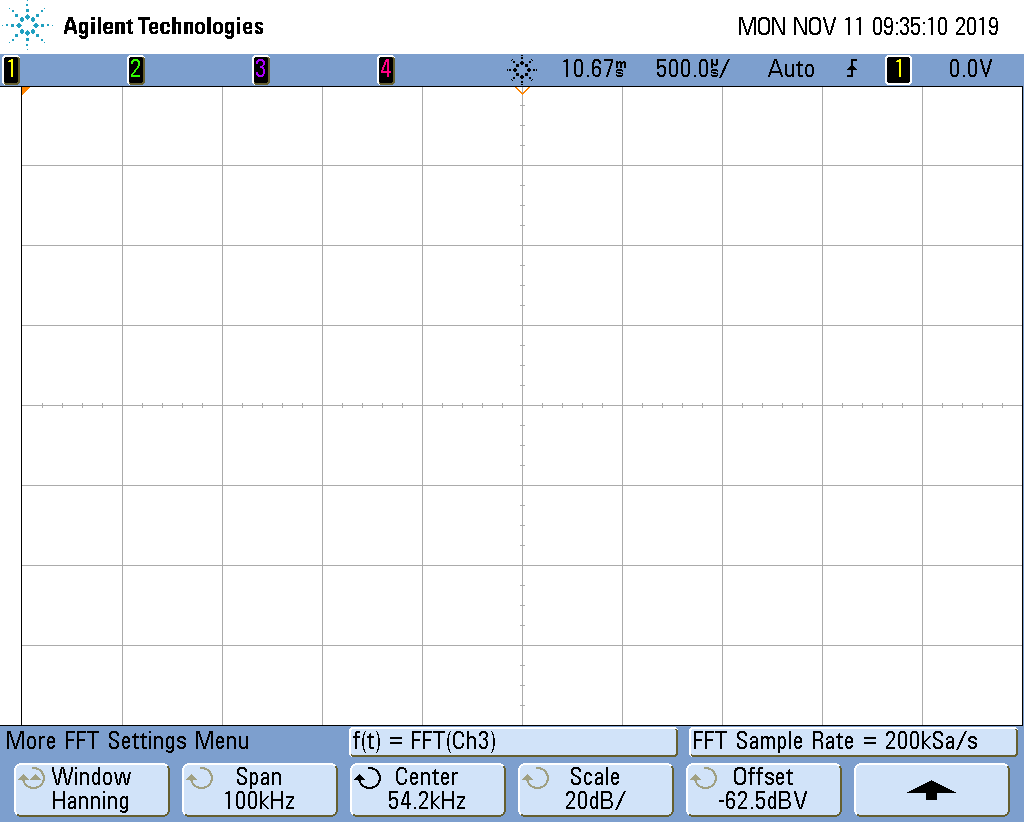 Agilent Technologies
MON NOV 11 09:35:10 2019
1 2 3 4 10.67ms 500.0µs/ Auto 1 0.0V
More FFT Settings Menu
f(t) = FFT(Ch3)
FFT Sample Rate = 200kSa/s
Window
Hanning
Span
100kHz
Center
54.2kHz
Scale
20dB/
Offset
-62.5dBV